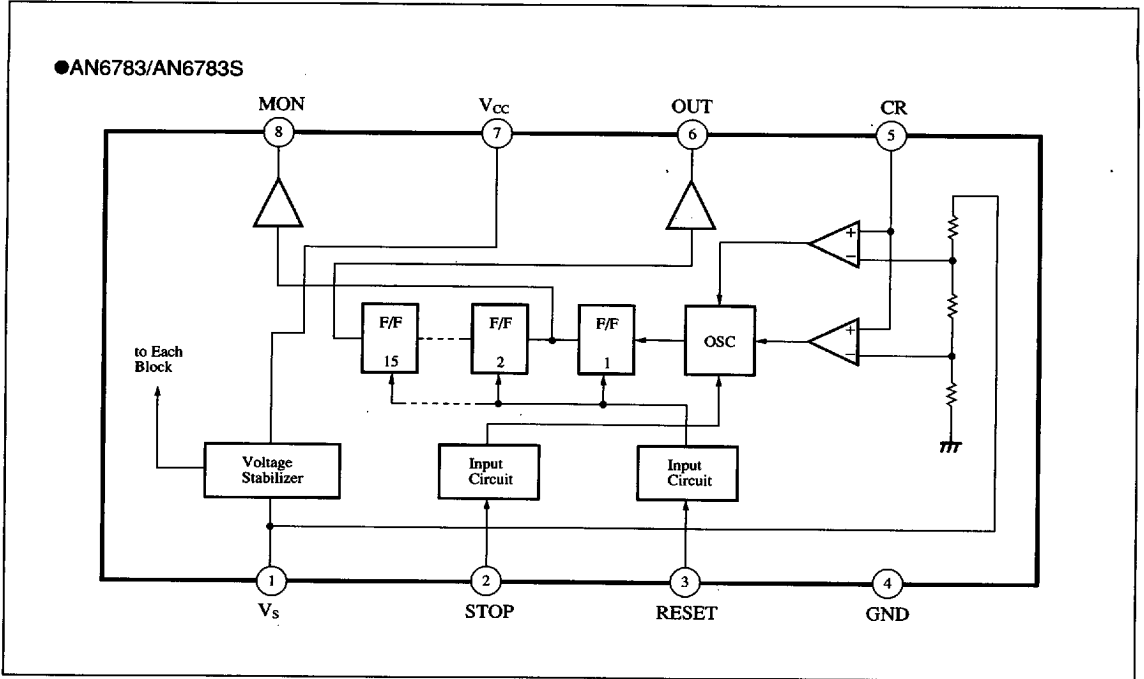 ●AN6783/AN6783S
MON
VCC
OUT
CR
8
7
6
5
+
−
F/F
15
F/F
2
F/F
1
OSC
+
−
to Each
Block
Voltage
Stabilizer
Input
Circuit
Input
Circuit
1
2
3
4
VS
STOP
RESET
GND